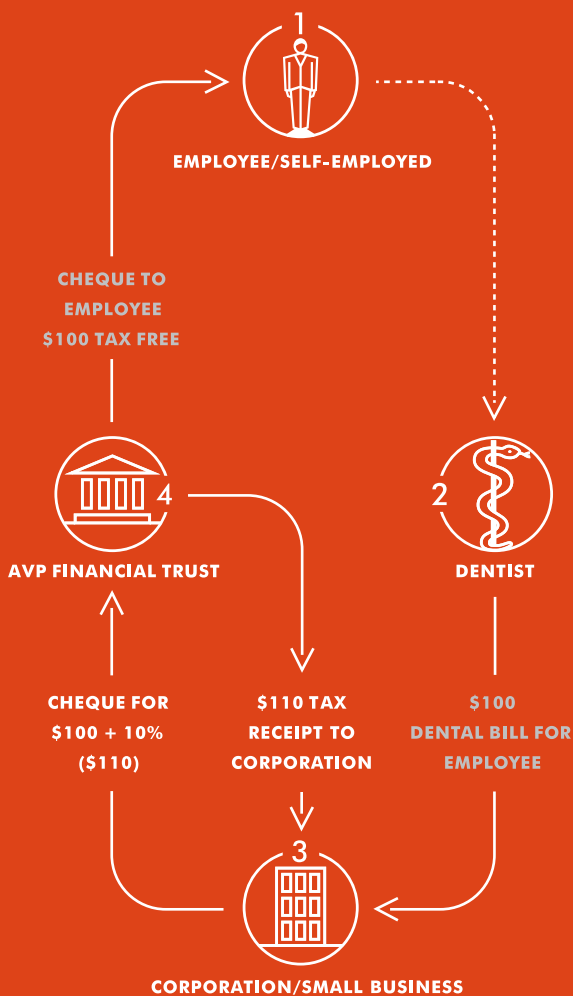 1
EMPLOYEE/SELF-EMPLOYED
CHEQUE TO
EMPLOYEE
$100 TAX FREE
4
AVP FINANCIAL TRUST
2
DENTIST
CHEQUE FOR
$100 + 10%
($110)
$110 TAX
RECEIPT TO
CORPORATION
$100
DENTAL BILL FOR
EMPLOYEE
3
CORPORATION/SMALL BUSINESS